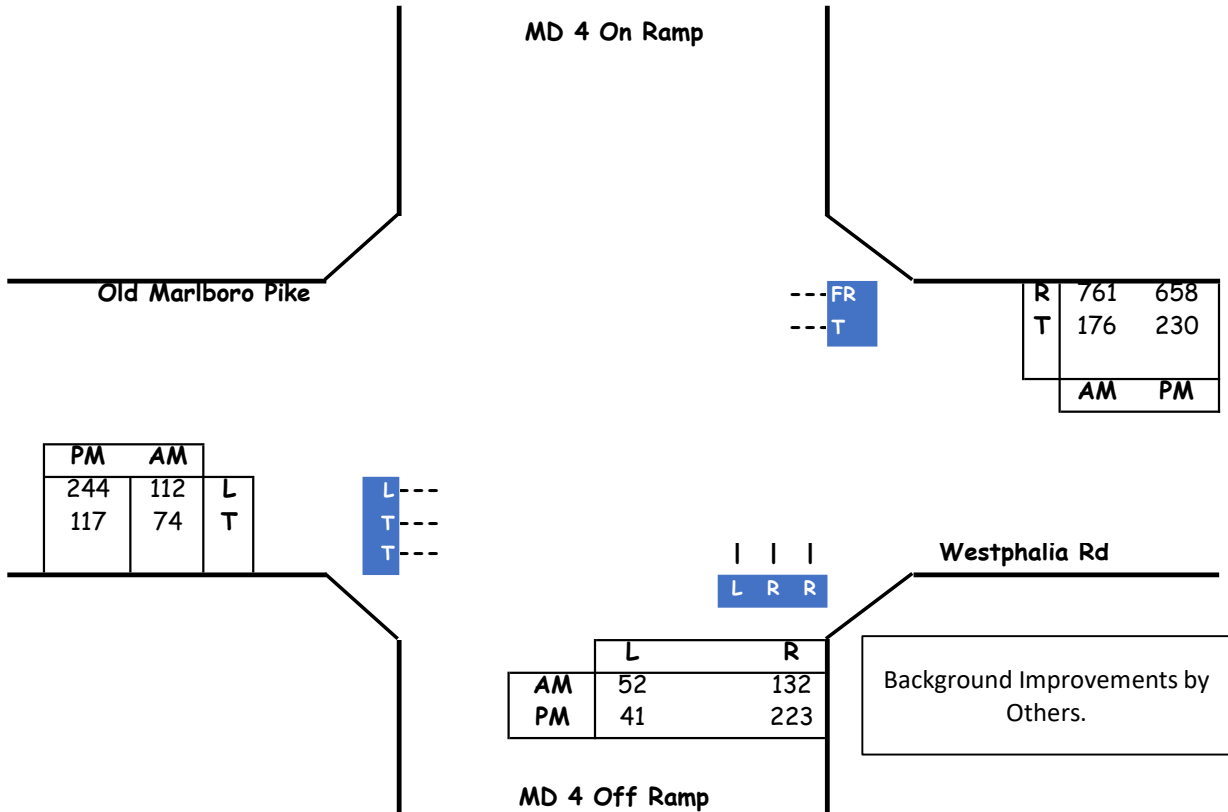 MD 4 On Ramp
Old Marlboro Pike
FR
T
R 761 658
T 176 230
AM PM
PM AM
244 112 L
117 74 T
L
T
T
Westphalia Rd
L R R
L R
AM 52 132
PM 41 223
Background Improvements by
Others.
MD 4 Off Ramp